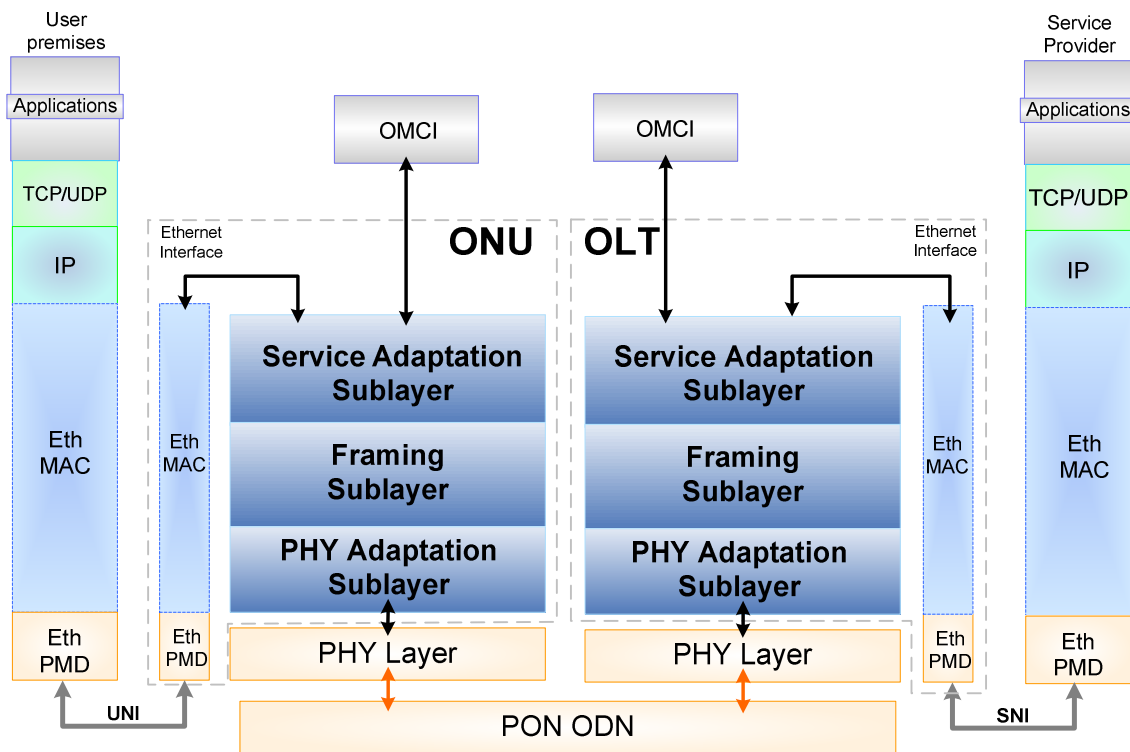 User
premises
Applications
TCP/UDP
IP
Eth
MAC
Eth
PMD
UNI
OMCI
Ethernet
Interface
ONU
Eth
MAC
Eth
PMD
Service Adaptation
Sublayer
Framing
Sublayer
PHY Adaptation
Sublayer
PHY Layer
OMCI
OLT
Ethernet
Interface
Service Adaptation
Sublayer
Framing
Sublayer
PHY Adaptation
Sublayer
PHY Layer
Eth
MAC
Eth
PMD
PON ODN
SNI
Service
Provider
Applications
TCP/UDP
IP
Eth
MAC
Eth
PMD